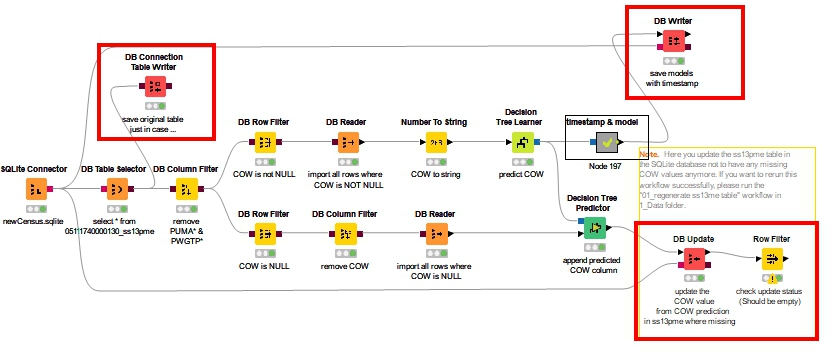 DB Writer
save models
with timestamp
DB Connection
Table Writer
save original table
just in case ...
DB Row Filter
COW is not NULL
DB Reader
import all rows where
COW is NOT NULL
Number To String
COW to string
Decision
Tree Learner
predict COW
timestamp & model
Node 197
Note. Here you update the ss13pme table in
the SQLite database not to have any missing
COW values anymore. If you want to rerun this
workflow successfully, please run the
"01_regenerate ss13me table" workflow in
1_Data folder.
SQLite Connector
newCensus.sqlite
DB Table Selector
select * from
05111740000130_ss13pme
DB Column Filter
remove
PUMA* &
PWGTP*
DB Row Filter
COW is NULL
DB Column Filter
remove COW
DB Reader
import all rows where
COW is NULL
Decision Tree
Predictor
append predicted
COW column
DB Update
update the
COW value
from COW prediction
in ss13pme where missing
Row Filter
check update status
(Should be empty)